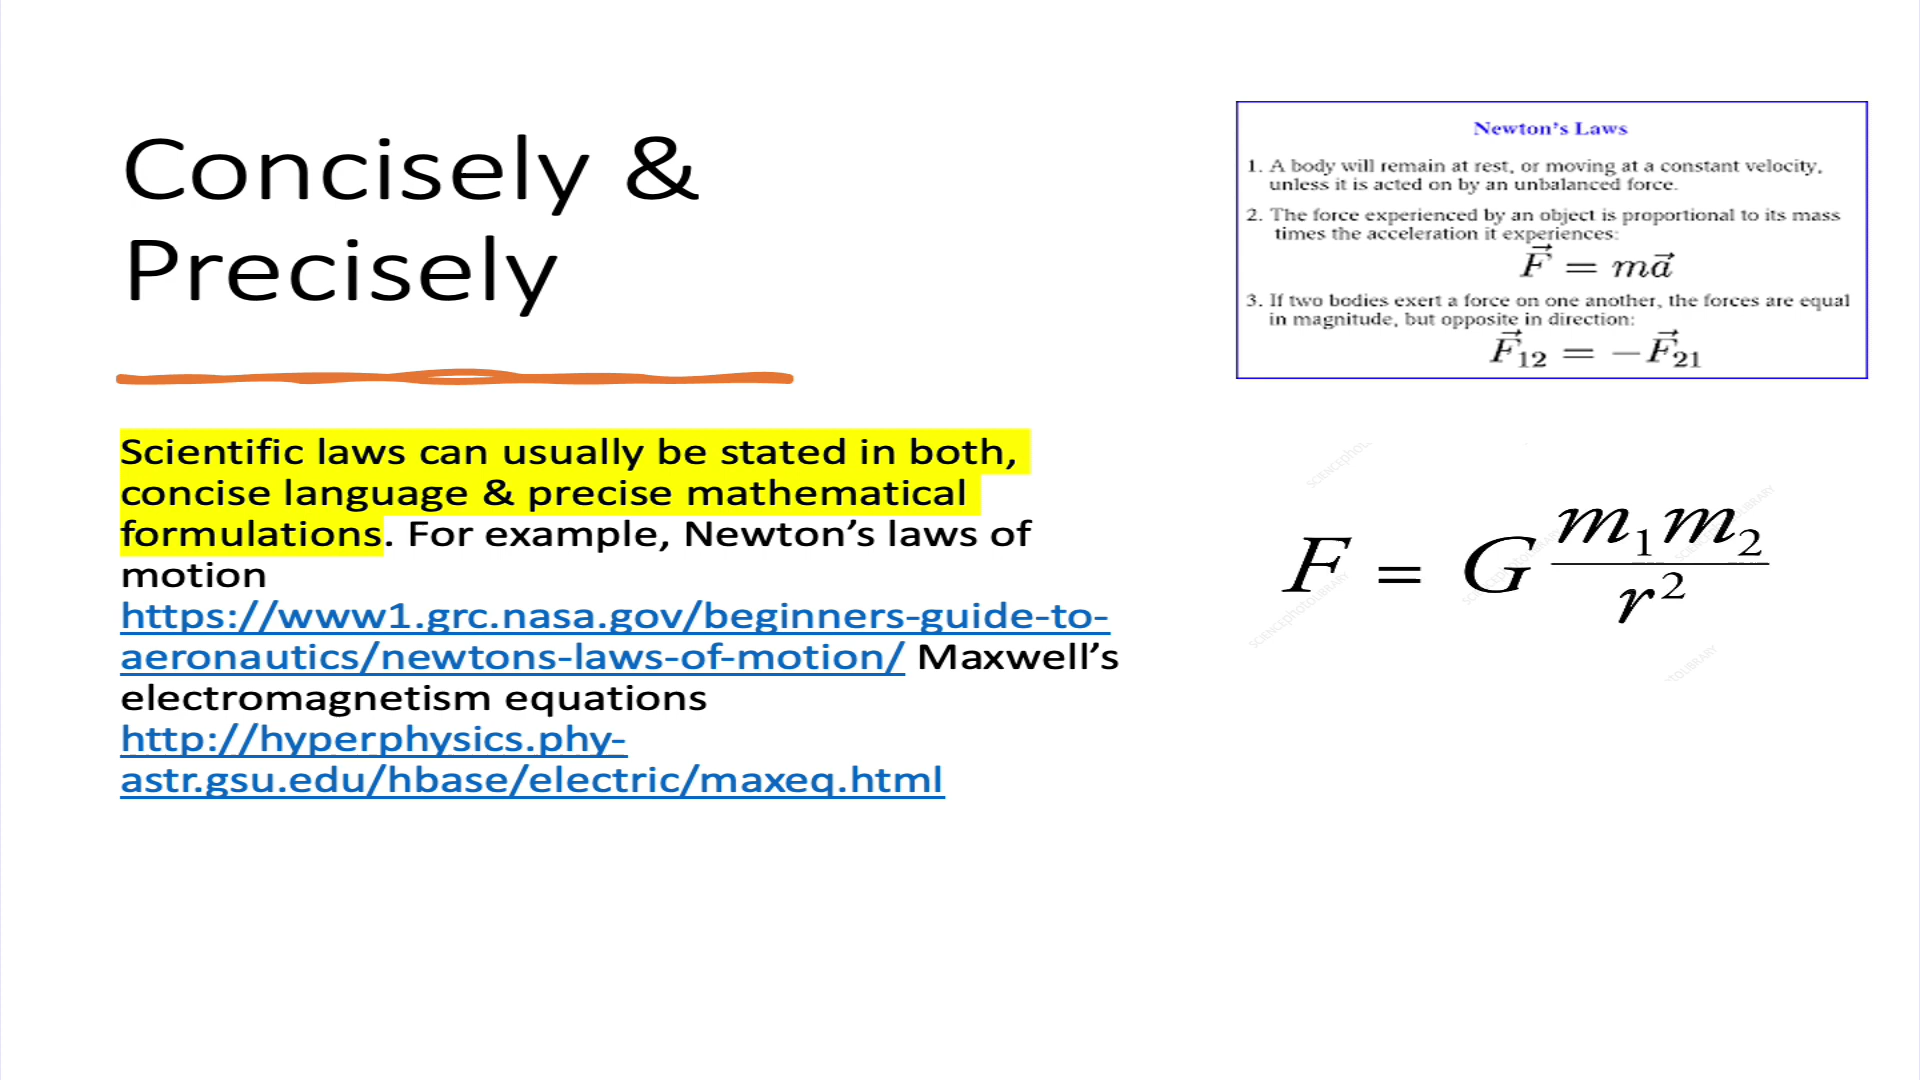 Concisely &
Precisely
Scientific laws can usually be stated in both,
concise language & precise mathematical
formulations. For example, Newton’s laws of
motion
https://www1.grc.nasa.gov/beginners-guide-to-
aeronautics/newtons-laws-of-motion/ Maxwell’s
electromagnetism equations
http://hyperphysics.phy-
astr.gsu.edu/hbase/electric/maxeq.html
Newton's Laws
1. A body will remain at rest, or moving at a constant velocity,
unless it is acted on by an unbalanced force.
2. The force experienced by an object is proportional to its mass
times the acceleration it experiences:
F⃗ = ma⃗
3. If two bodies exert a force on one another, the forces are equal
in magnitude, but opposite in direction:
F⃗₁₂ = −F⃗₂₁
F = G m₁m₂ / r²